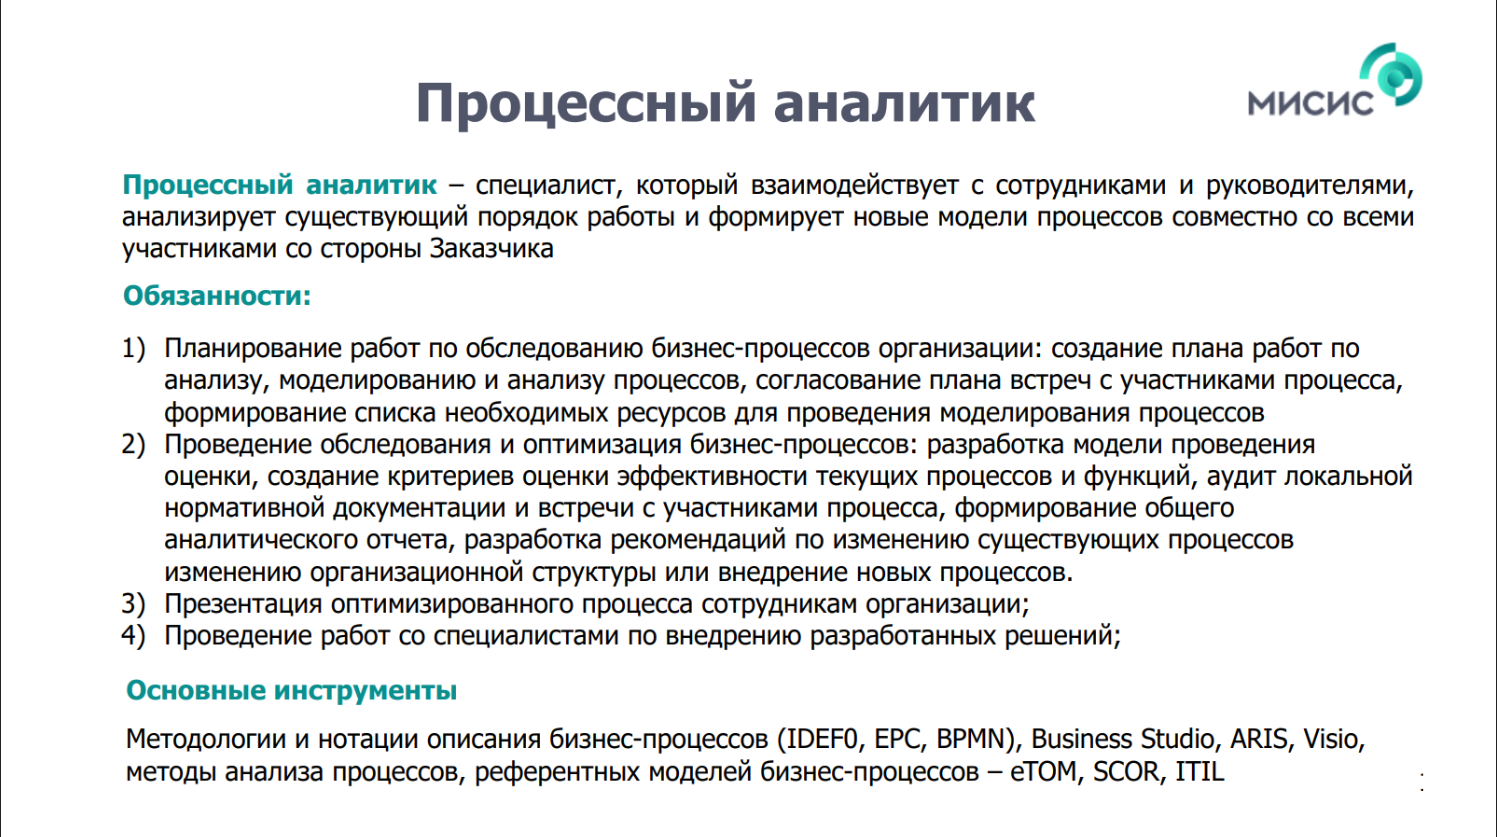 Процессный аналитик
МИСИС
Процессный аналитик – специалист, который взаимодействует с сотрудниками и руководителями,
анализирует существующий порядок работы и формирует новые модели процессов совместно со всеми
участниками со стороны Заказчика
Обязанности:
1) Планирование работ по обследованию бизнес-процессов организации: создание плана работ по
анализу, моделированию и анализу процессов, согласование плана встреч с участниками процесса,
формирование списка необходимых ресурсов для проведения моделирования процессов
2) Проведение обследования и оптимизация бизнес-процессов: разработка модели проведения
оценки, создание критериев оценки эффективности текущих процессов и функций, аудит локальной
нормативной документации и встречи с участниками процесса, формирование общего
аналитического отчета, разработка рекомендаций по изменению существующих процессов
изменению организационной структуры или внедрение новых процессов.
3) Презентация оптимизированного процесса сотрудникам организации;
4) Проведение работ со специалистами по внедрению разработанных решений;
Основные инструменты
Методологии и нотации описания бизнес-процессов (IDEF0, EPC, BPMN), Business Studio, ARIS, Visio,
методы анализа процессов, референтных моделей бизнес-процессов – eTOM, SCOR, ITIL